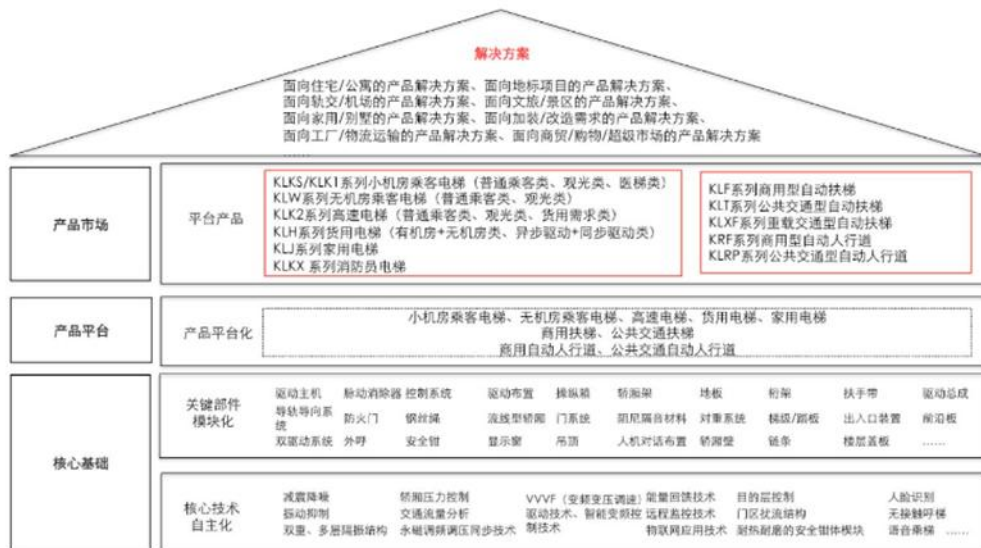 解决方案
面向住宅/公寓的产品解决方案、面向地标项目的产品解决方案、
面向轨交/机场的产品解决方案、面向文旅/景区的产品解决方案、
面向家用/别墅的产品解决方案、面向加装/改造需求的产品解决方案、
面向工厂/物流运输的产品解决方案、面向商贸/购物/超级市场的产品解决方案
……
产品市场
平台产品
KLKS/KLK1系列小机房乘客电梯（普通乘客类、观光类、医梯类）
KLW系列无机房乘客电梯（普通乘客类、观光类）
KLK2系列高速电梯（普通乘客类、观光类、货用需求类）
KLH系列货用电梯（有机房+无机房类、异步驱动+同步驱动类）
KLJ系列家用电梯
KLKX 系列消防员电梯
KLF系列商用型自动扶梯
KLT系列公共交通型自动扶梯
KLXF系列重载交通型自动扶梯
KRF系列商用型自动人行道
KLRP系列公共交通型自动人行道
产品平台
产品平台化
小机房乘客电梯、无机房乘客电梯、高速电梯、货用电梯、家用电梯
商用扶梯、公共交通扶梯
商用自动人行道、公共交通自动人行道
核心基础
关键部件
模块化
驱动主机 脉动消除器 控制系统 驱动布置 操纵箱 轿厢架 地板 桁架 扶手带 驱动总成
导轨导向系统 防火门 钢丝绳 流线型轿厢 门系统 阻尼隔音材料 对重系统 梯级/踏板 出入口装置 前沿板
双驱动系统 外呼 安全钳 显示窗 吊顶 人机对话布置 轿厢壁 链条 楼层盖板 ……
核心技术
自主化
减震降噪 轿厢压力控制 VVVF（变频变压调速） 能量回馈技术 目的层控制 人脸识别
振动抑制 交通流量分析 驱动技术、智能变频控制技术 远程监控技术 门区扰流结构 无接触呼梯
双重、多层隔振结构 永磁调频调压同步技术 物联网应用技术 耐热耐磨的安全钳体模块 语音乘梯 ……